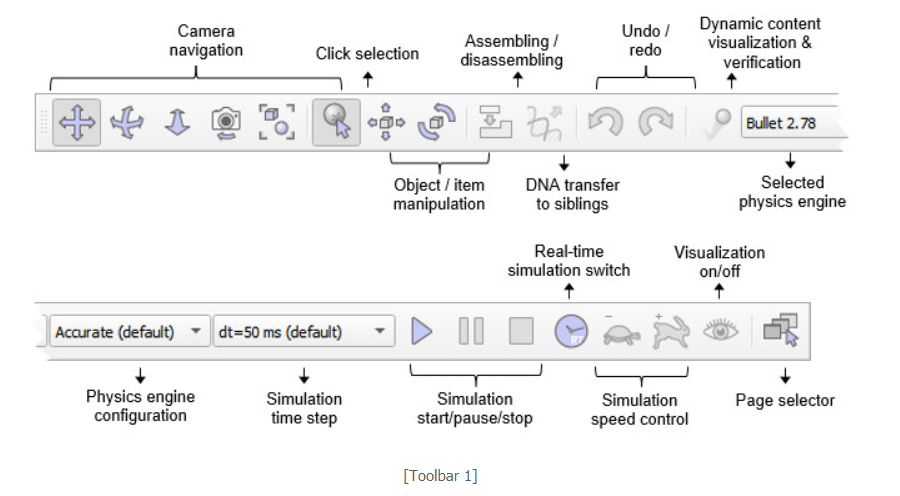 Camera
navigation
Click selection
Assembling /
disassembling
Undo /
redo
Dynamic content
visualization &
verification
Bullet 2.78
Object / item
manipulation
DNA transfer
to siblings
Selected
physics engine
Real-time
simulation switch
Visualization
on/off
Accurate (default)
dt=50 ms (default)
Physics engine
configuration
Simulation
time step
Simulation
start/pause/stop
Simulation
speed control
Page selector
[Toolbar 1]